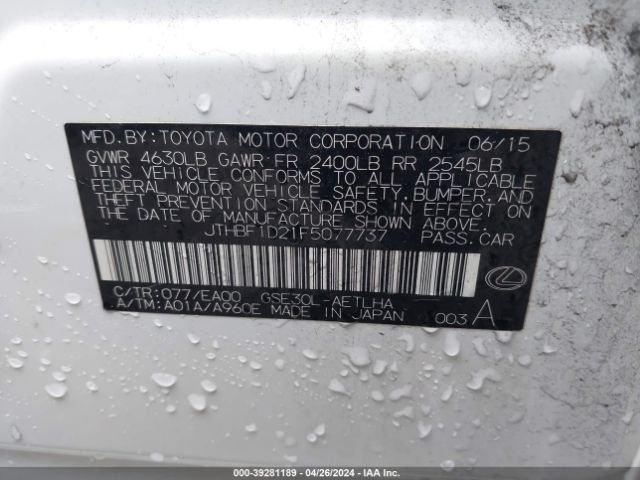 MFD.BY:TOYOTA MOTOR CORPORATION 06/15
GVWR 4630LB GAWR FR 2400LB RR 2545LB
THIS VEHICLE CONFORMS TO ALL APPLICABLE
FEDERAL MOTOR VEHICLE SAFETY, BUMPER, AND
THEFT PREVENTION STANDARDS IN EFFECT ON
THE DATE OF MANUFACTURE SHOWN ABOVE.
JTHBF1D21F5077737 PASS.CAR
C/TR:077/EA00 GSE30L-AETLHA
A/TM:A01A/A960E MADE IN JAPAN 003 A
000-39281189 - 04/26/2024 - IAA Inc.